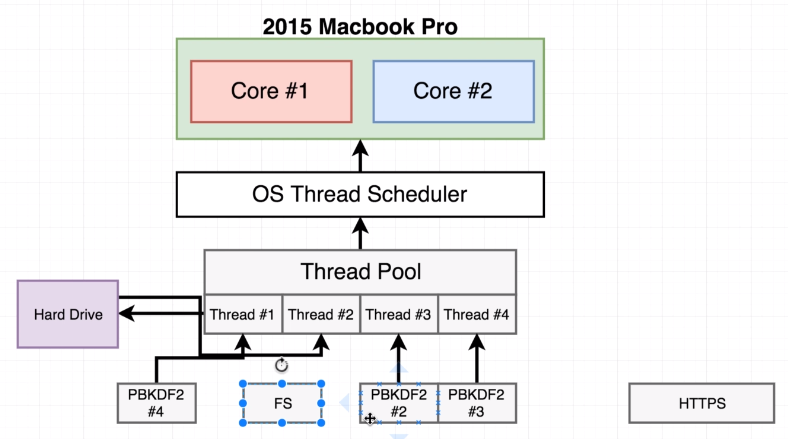 2015 Macbook Pro
Core #1
Core #2
OS Thread Scheduler
Thread Pool
Hard Drive
Thread #1
Thread #2
Thread #3
Thread #4
PBKDF2
#4
FS
PBKDF2
#2
PBKDF2
#3
HTTPS